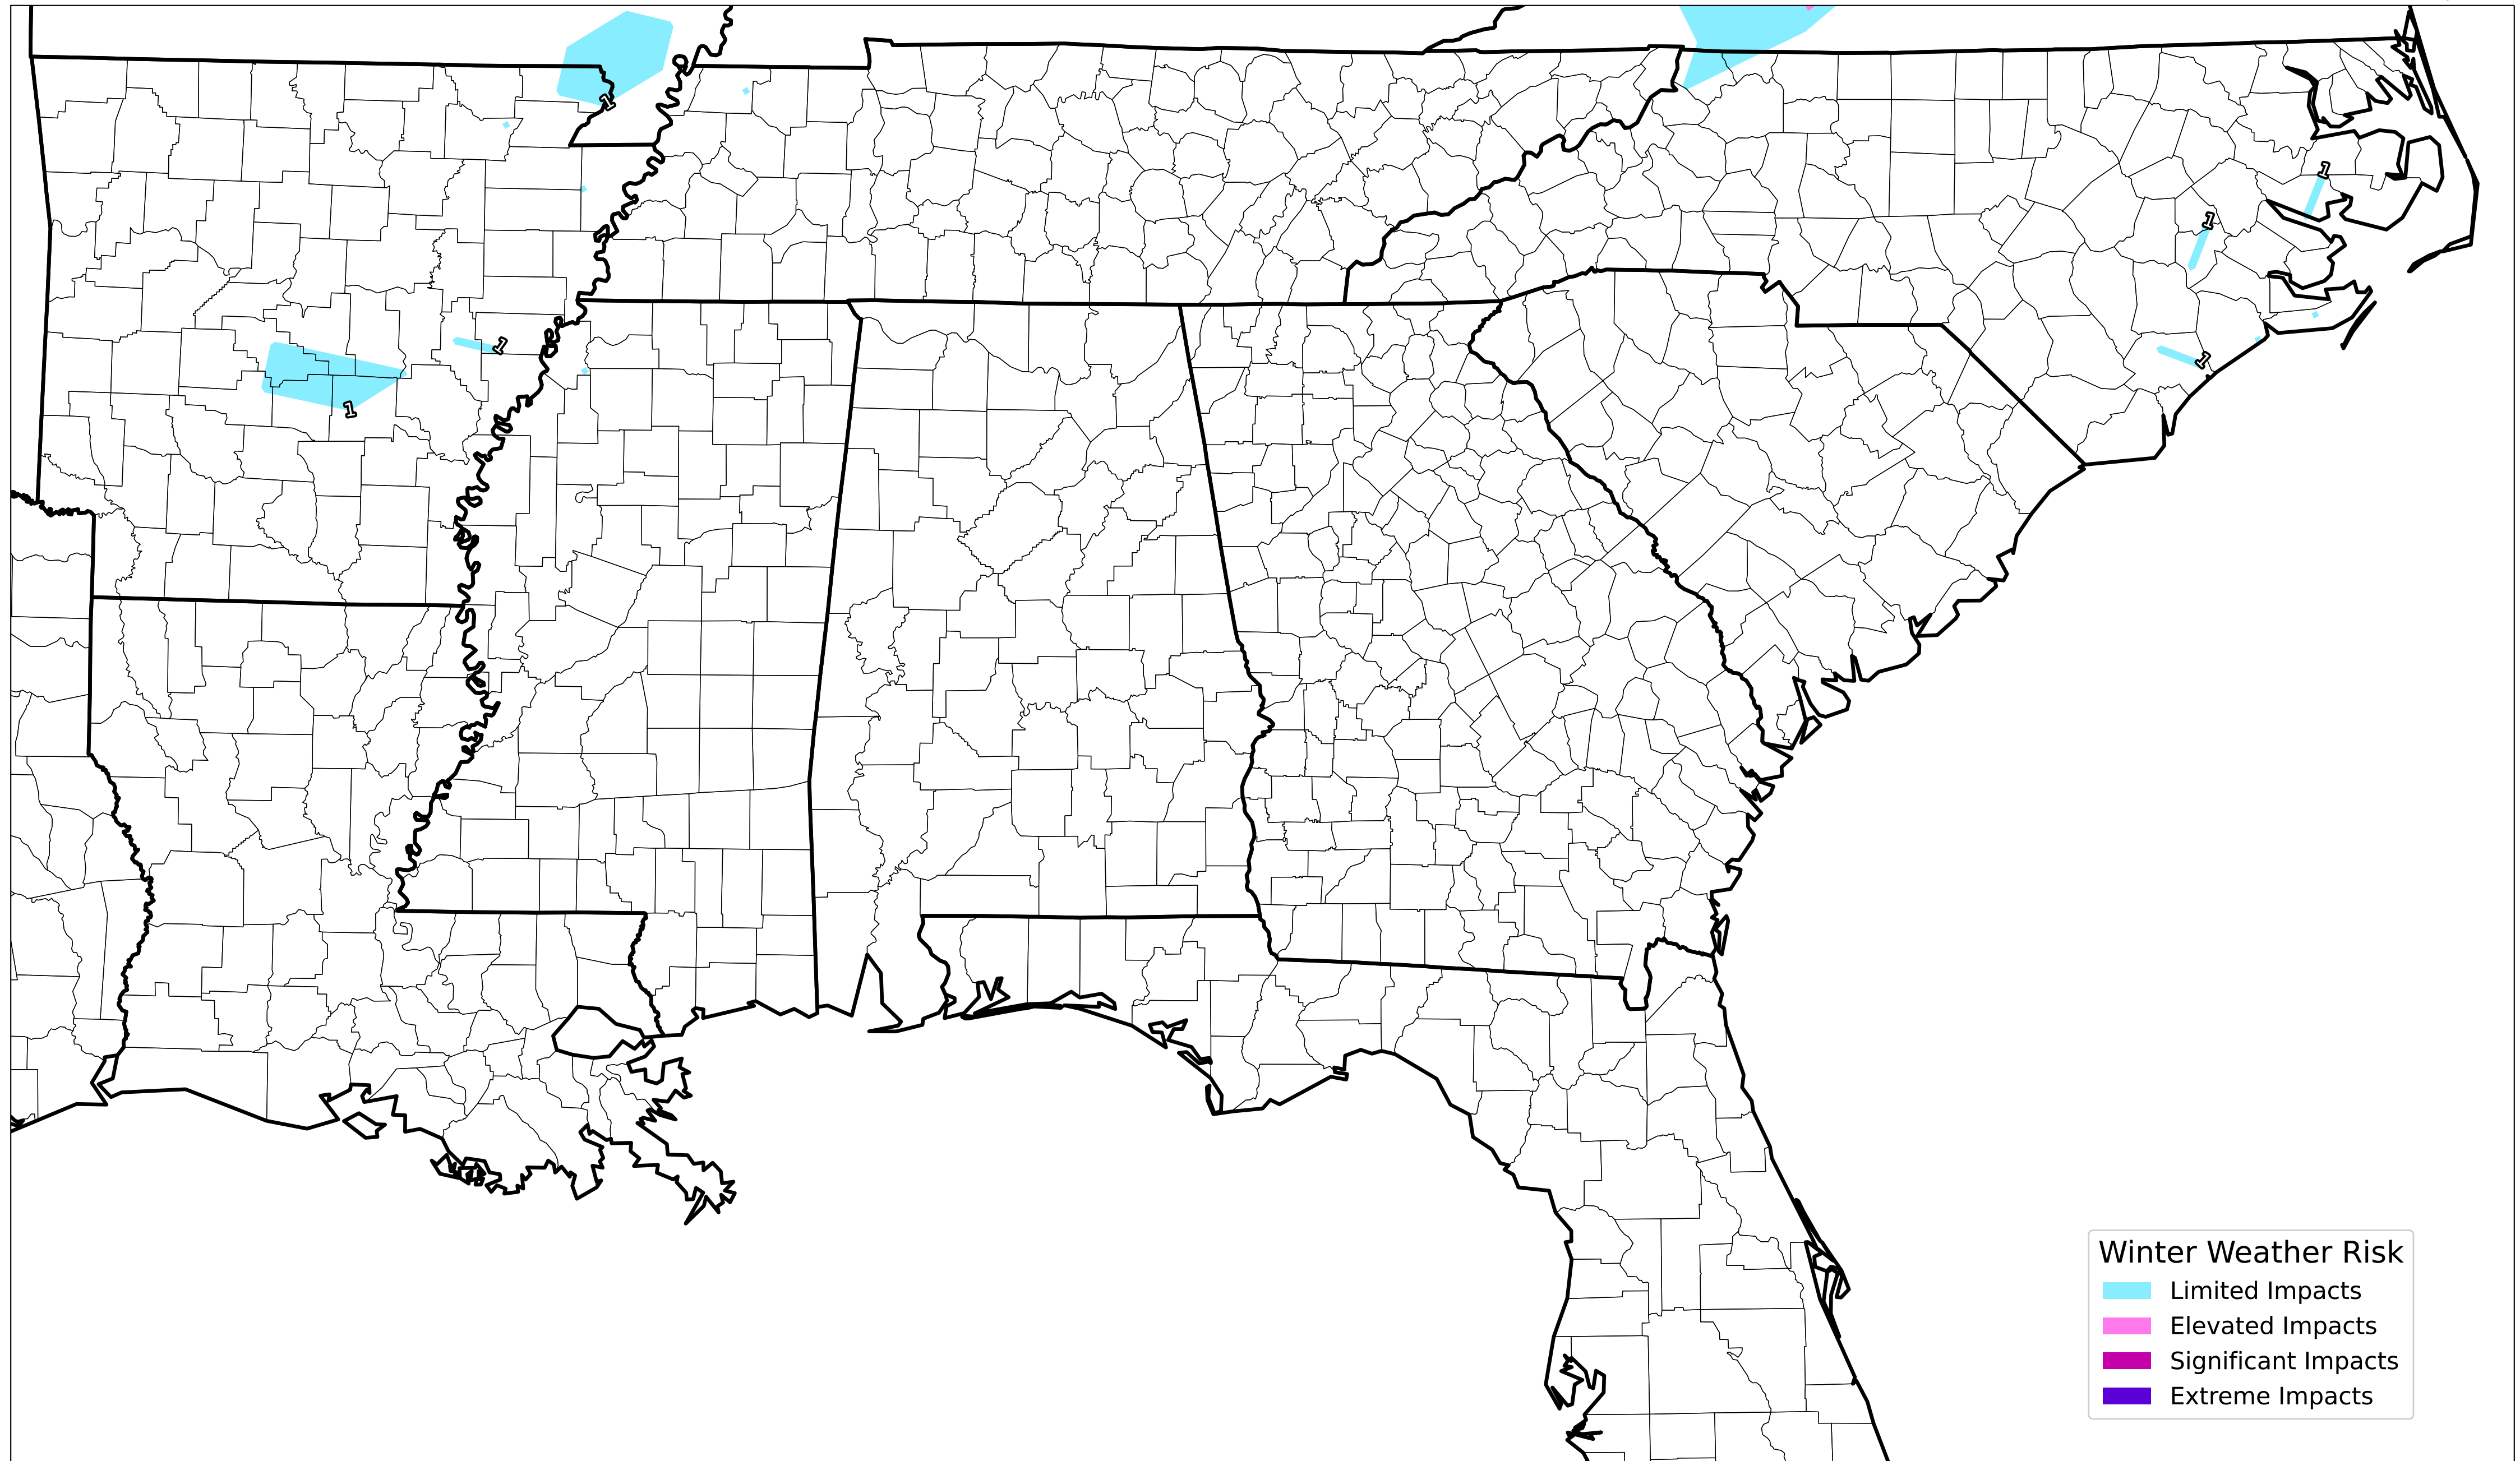 1
1
1
1
1
1
Winter Weather Risk
Limited Impacts
Elevated Impacts
Significant Impacts
Extreme Impacts